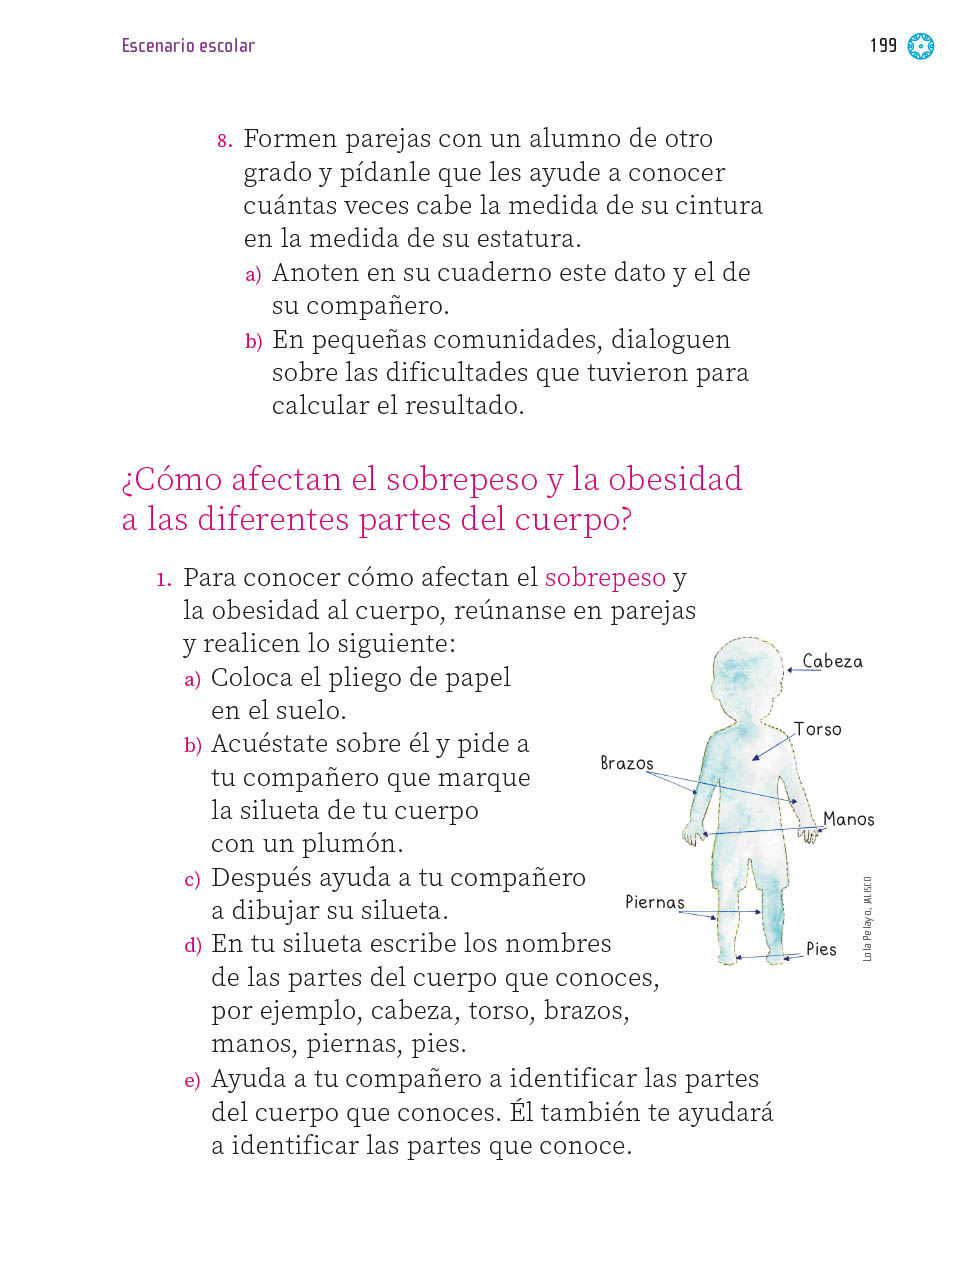 Escenario escolar
199
8. Formen parejas con un alumno de otro
grado y pídanle que les ayude a conocer
cuántas veces cabe la medida de su cintura
en la medida de su estatura.
a) Anoten en su cuaderno este dato y el de
su compañero.
b) En pequeñas comunidades, dialoguen
sobre las dificultades que tuvieron para
calcular el resultado.
¿Cómo afectan el sobrepeso y la obesidad
a las diferentes partes del cuerpo?
1. Para conocer cómo afectan el sobrepeso y
la obesidad al cuerpo, reúnanse en parejas
y realicen lo siguiente:
a) Coloca el pliego de papel
en el suelo.
b) Acuéstate sobre él y pide a
tu compañero que marque
la silueta de tu cuerpo
con un plumón.
c) Después ayuda a tu compañero
a dibujar su silueta.
d) En tu silueta escribe los nombres
de las partes del cuerpo que conoces,
por ejemplo, cabeza, torso, brazos,
manos, piernas, pies.
e) Ayuda a tu compañero a identificar las partes
del cuerpo que conoces. Él también te ayudará
a identificar las partes que conoce.
Cabeza
Torso
Brazos
Manos
Piernas
Pies
Lola Pelayo, JALISCO